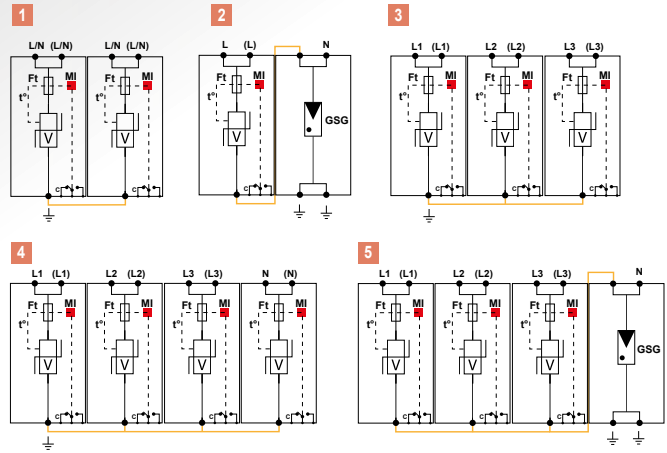 1
L/N (L/N) L/N (L/N)
Ft MI Ft MI
t° t°
V V
C C
2
L (L) N
Ft MI
t°
GSG
V
C
3
L1 (L1) L2 (L2) L3 (L3)
Ft MI Ft MI Ft MI
t° t° t°
V V V
C C C
4
L1 (L1) L2 (L2) L3 (L3) N (N)
Ft MI Ft MI Ft MI Ft MI
t° t° t° t°
V V V V
C C C C
5
L1 (L1) L2 (L2) L3 (L3) N
Ft MI Ft MI Ft MI
t° t° t°
GSG
V V V
C C C